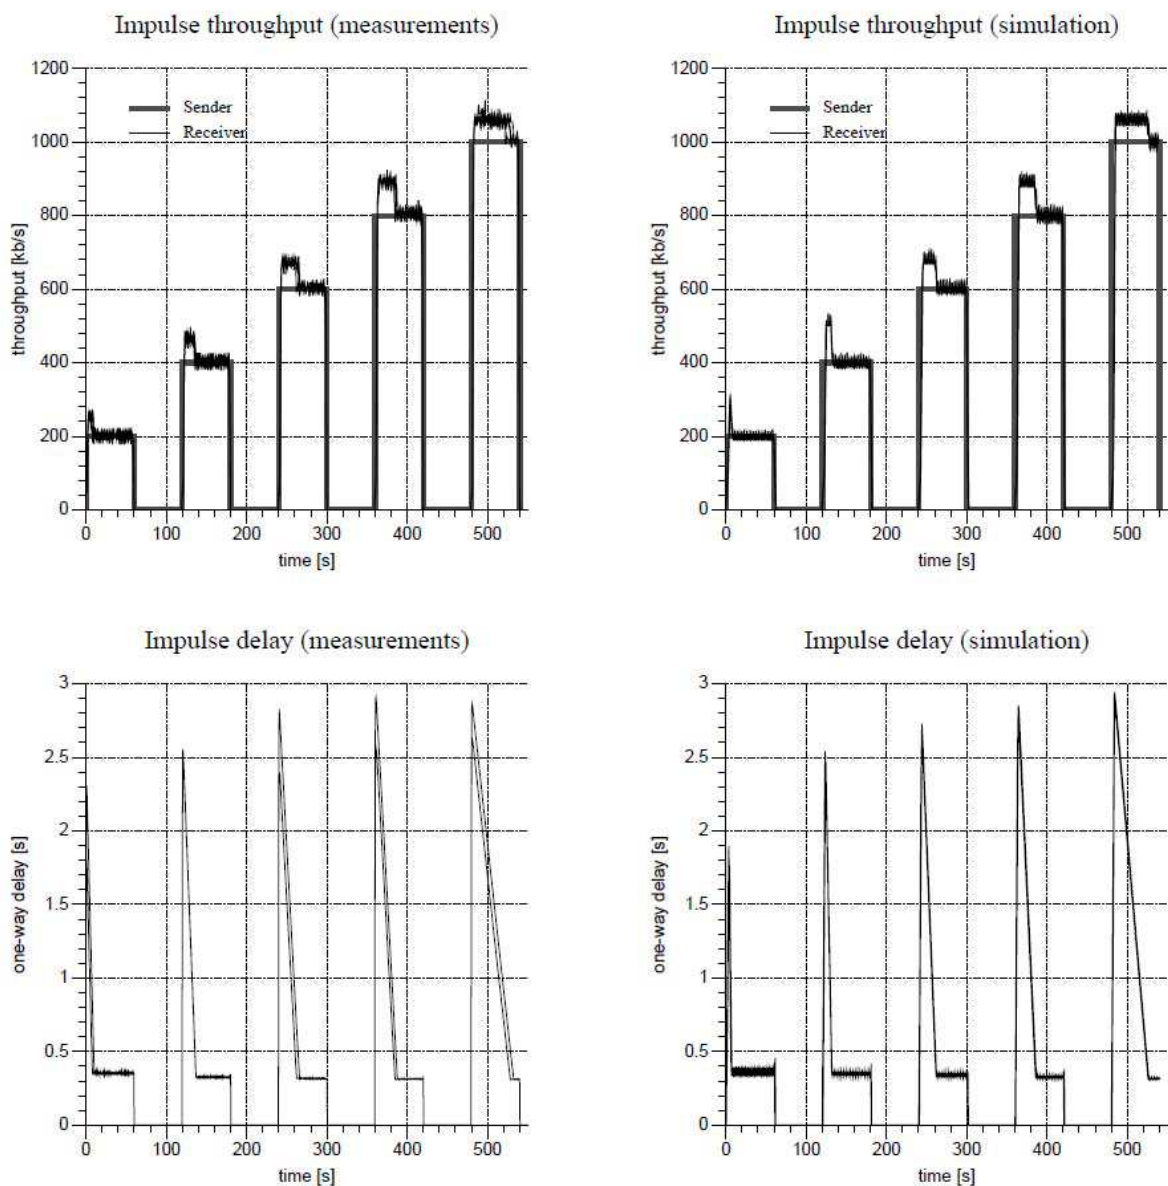 Impulse throughput (measurements)
1200
1000
800
600
400
200
0
throughput [kb/s]
Sender
Receiver
0 100 200 300 400 500
time [s]
Impulse throughput (simulation)
1200
1000
800
600
400
200
0
throughput [kb/s]
Sender
Receiver
0 100 200 300 400 500
time [s]
Impulse delay (measurements)
3
2.5
2
1.5
1
0.5
0
one-way delay [s]
0 100 200 300 400 500
time [s]
Impulse delay (simulation)
3
2.5
2
1.5
1
0.5
0
one-way delay [s]
0 100 200 300 400 500
time [s]